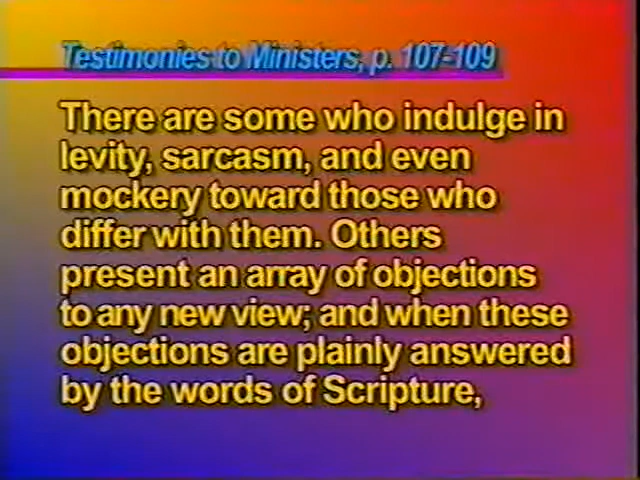 Testimonies to Ministers, p. 107-109
There are some who indulge in
levity, sarcasm, and even
mockery toward those who
differ with them. Others
present an array of objections
to any new view; and when these
objections are plainly answered
by the words of Scripture,